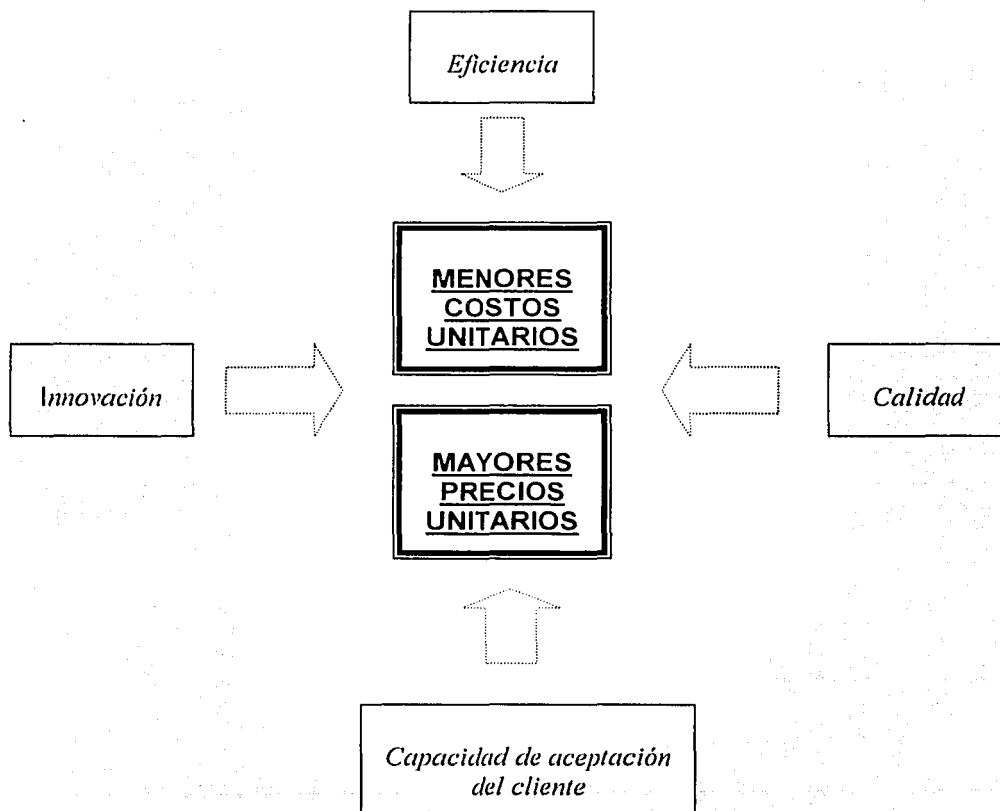 Eficiencia
MENORES
COSTOS
UNITARIOS
Innovación
Calidad
MAYORES
PRECIOS
UNITARIOS
Capacidad de aceptación
del cliente